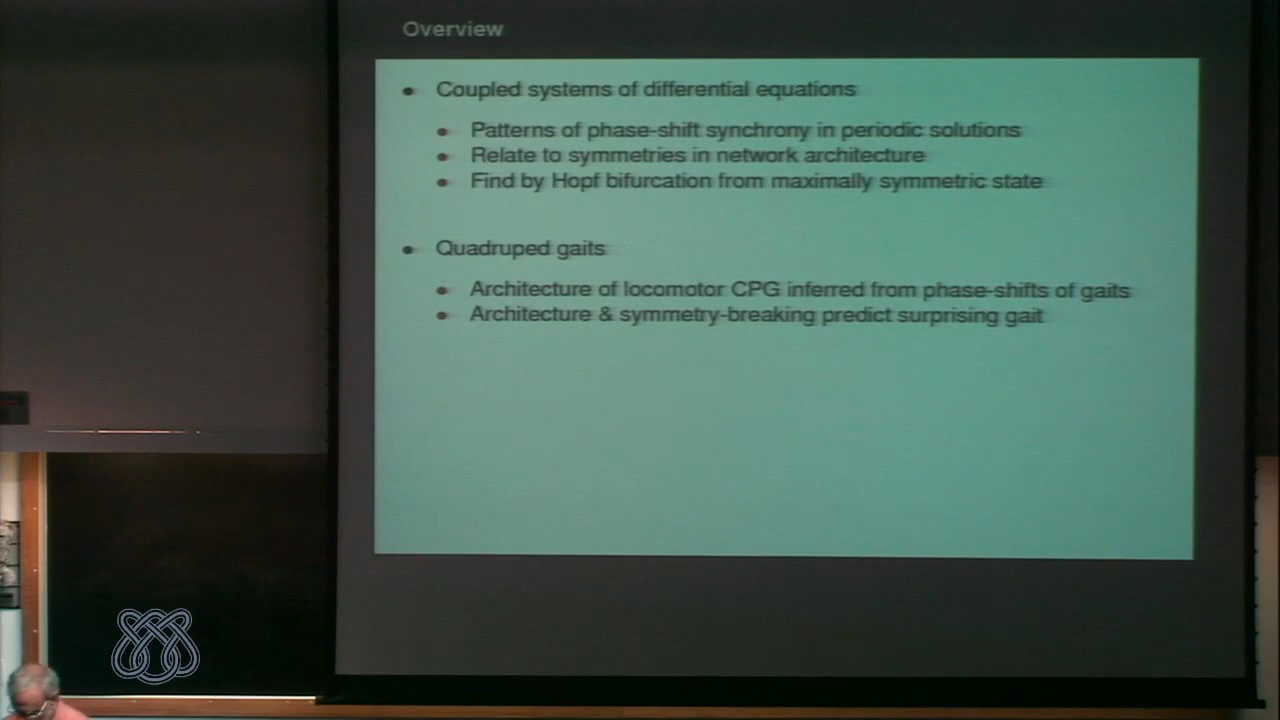 Overview
• Coupled systems of differential equations
• Patterns of phase-shift synchrony in periodic solutions
• Relate to symmetries in network architecture
• Find by Hopf bifurcation from maximally symmetric state
• Quadruped gaits
• Architecture of locomotor CPG inferred from phase-shifts of gaits
• Architecture & symmetry-breaking predict surprising gait